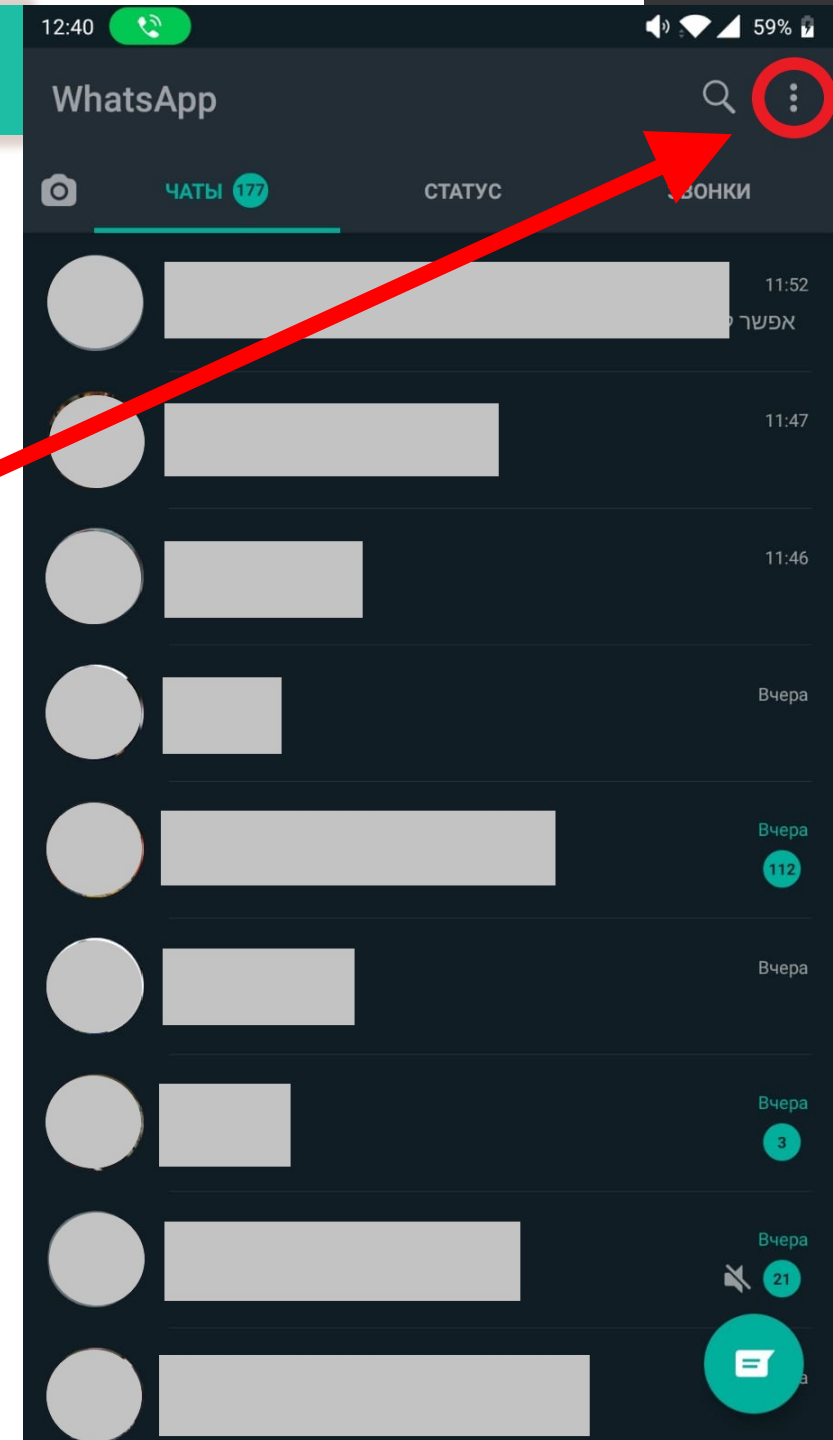 12:40
59%
WhatsApp
ЧАТЫ 177
СТАТУС
ЗВОНКИ
11:52
אפשר
11:47
11:46
Вчера
Вчера
112
Вчера
Вчера
3
Вчера
21